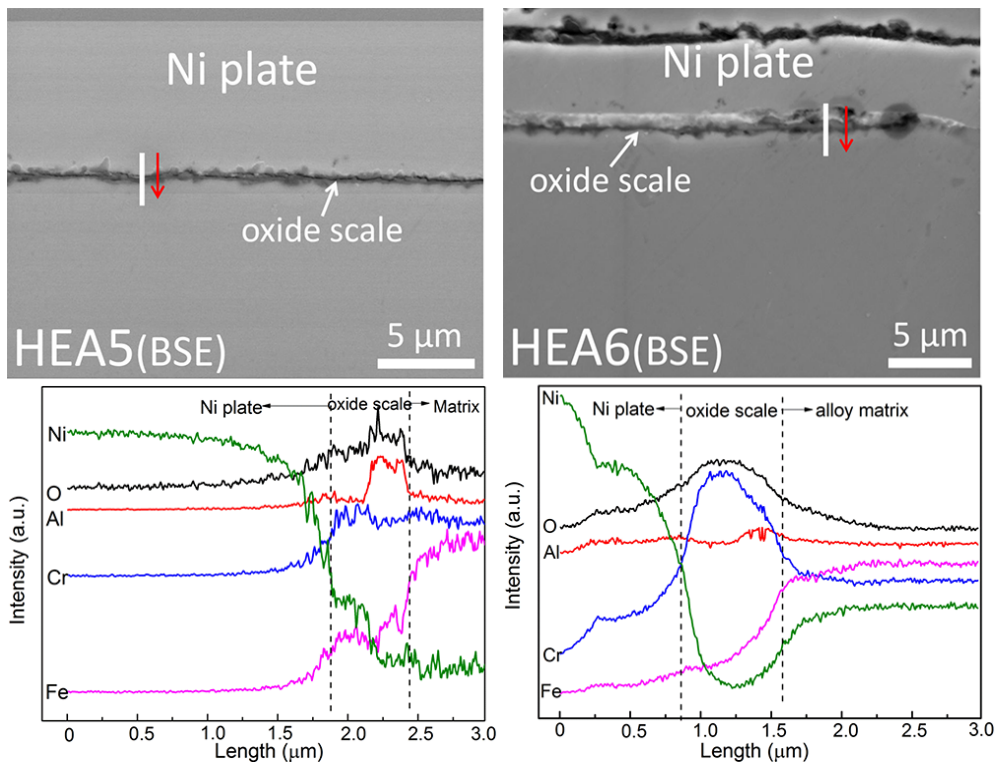 Ni plate
oxide scale
HEA5(BSE)
5 μm
Ni plate
oxide scale
HEA6(BSE)
5 μm
Ni plate oxide scale Matrix
Ni
O
Al
Cr
Fe
Intensity (a.u.)
0 0.5 1.0 1.5 2.0 2.5 3.0
Length (μm)
Ni plate oxide scale alloy matrix
Ni
O
Al
Cr
Fe
Intensity (a.u.)
0 0.5 1.0 1.5 2.0 2.5 3.0
Length (μm)